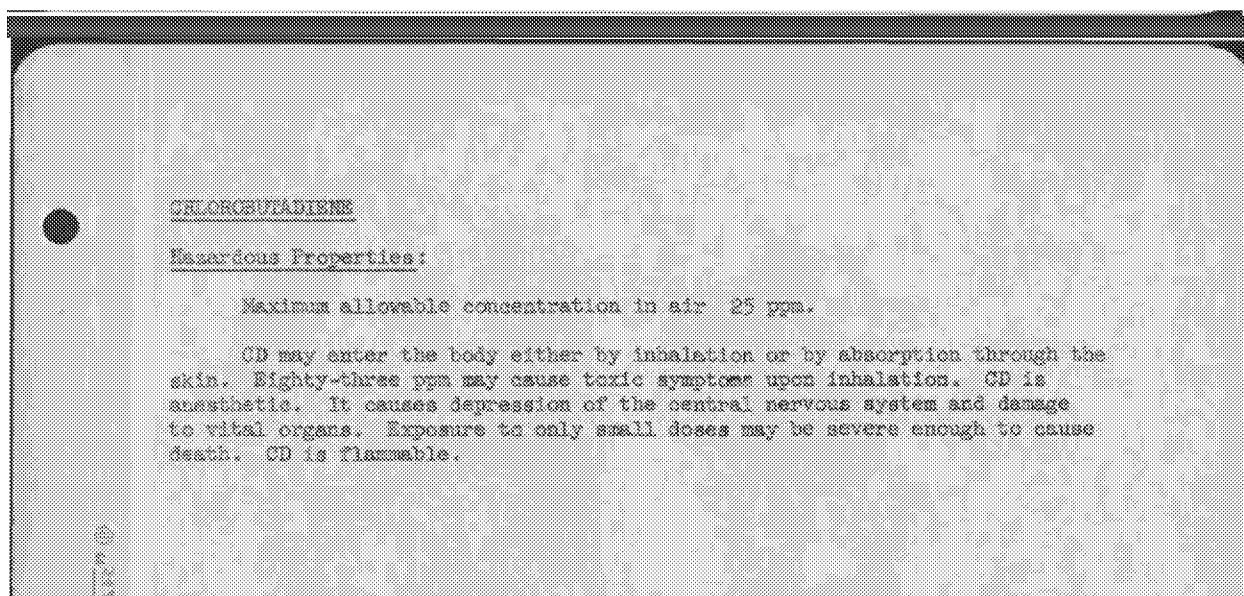 CHLOROBUTADIENE
Hazardous Properties:
Maximum allowable concentration in air 25 ppm.
CD may enter the body either by inhalation or by absorption through the
skin. Eighty-three ppm may cause toxic symptoms upon inhalation. CD is
anesthetic. It causes depression of the central nervous system and damage
to vital organs. Exposure to only small doses may be severe enough to cause
death. CD is flammable.